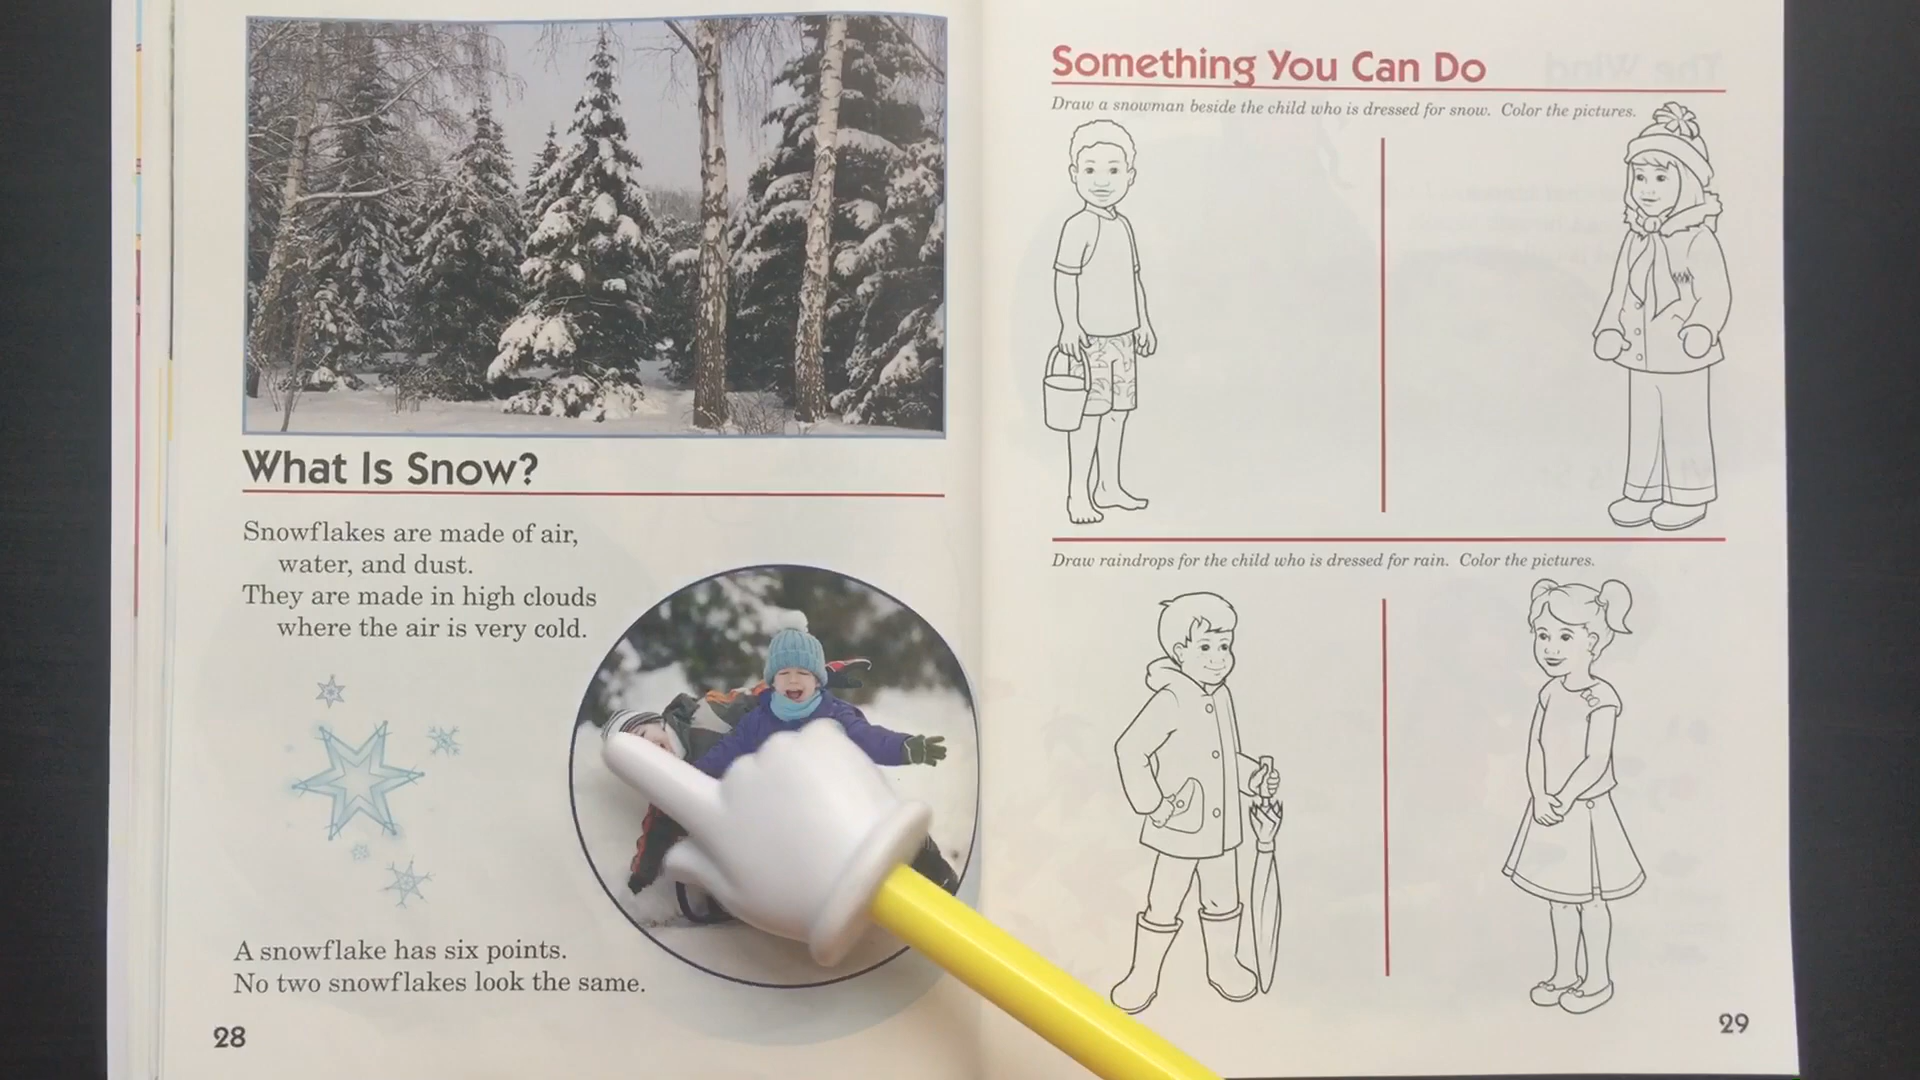 What Is Snow?
Snowflakes are made of air,
water, and dust.
They are made in high clouds
where the air is very cold.
A snowflake has six points.
No two snowflakes look the same.
28
Something You Can Do
Draw a snowman beside the child who is dressed for snow. Color the pictures.
Draw raindrops for the child who is dressed for rain. Color the pictures.
29